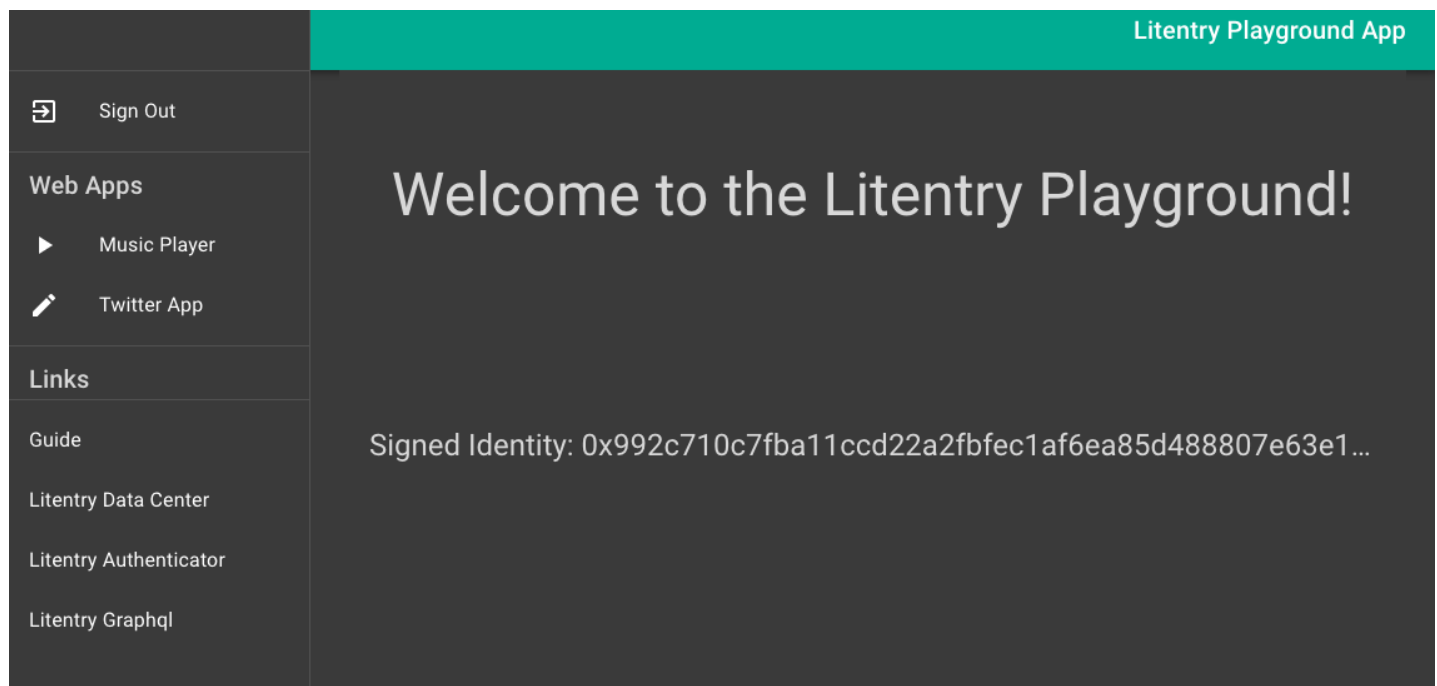 Litentry Playground App
Sign Out
Web Apps
Music Player
Twitter App
Links
Guide
Litentry Data Center
Litentry Authenticator
Litentry Graphql
Welcome to the Litentry Playground!
Signed Identity: 0x992c710c7fba11ccd22a2fbfec1af6ea85d488807e63e1...